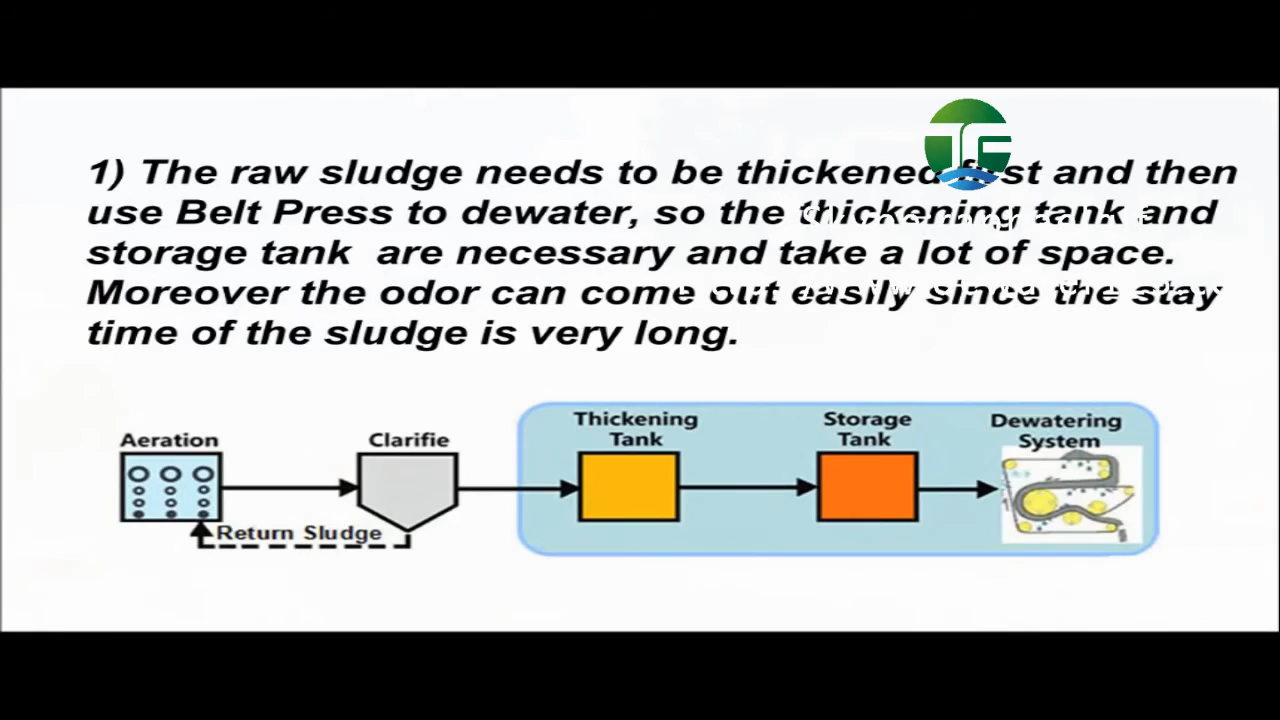 1) The raw sludge needs to be thickened first and then
use Belt Press to dewater, so the thickening tank and
storage tank are necessary and take a lot of space.
Moreover the odor can come out easily since the stay
time of the sludge is very long.
Aeration
Clarifie
Thickening
Tank
Storage
Tank
Dewatering
System
Return Sludge